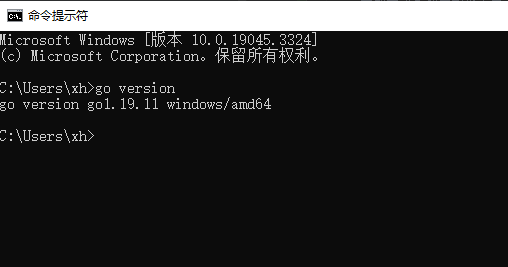 命令提示符
Microsoft Windows [版本 10.0.19045.3324]
(c) Microsoft Corporation。保留所有权利。
C:\Users\xh>go version
go version go1.19.11 windows/amd64
C:\Users\xh>